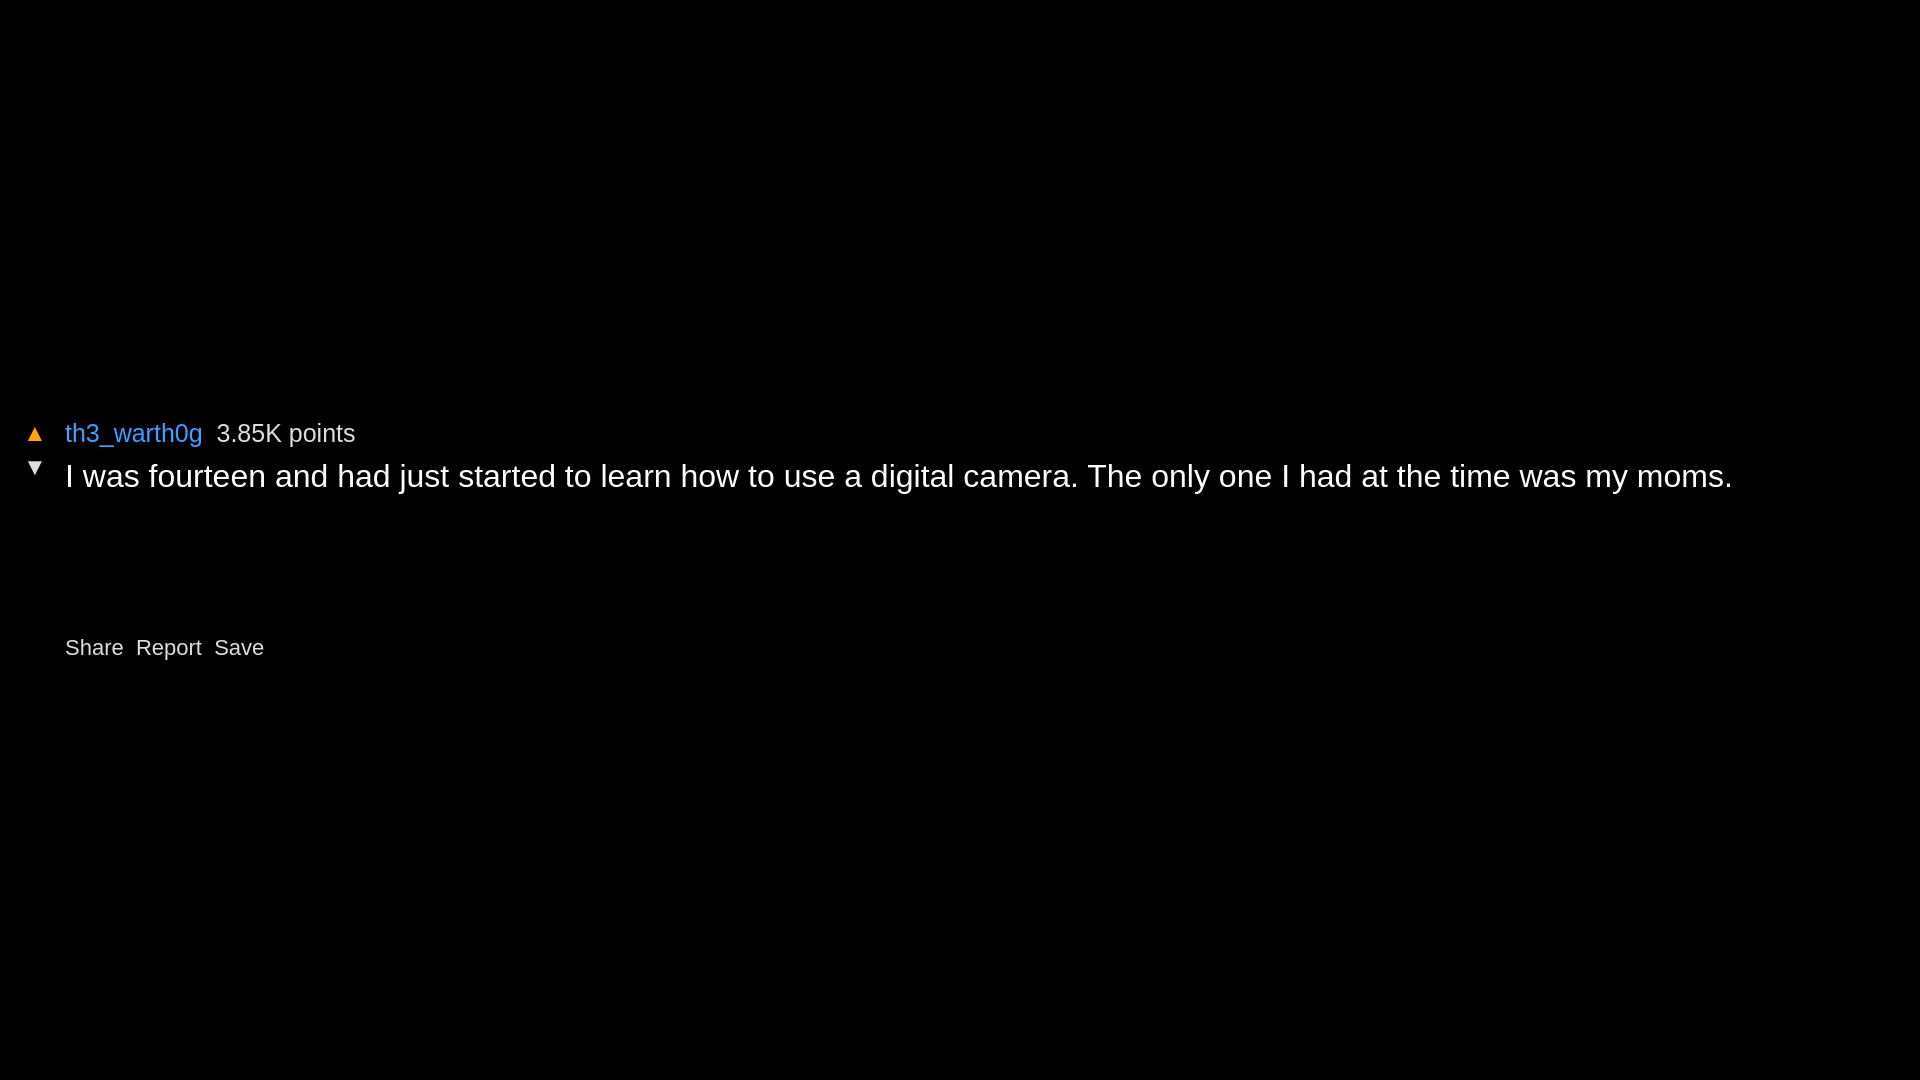 ▲ th3_warth0g 3.85K points
▼ I was fourteen and had just started to learn how to use a digital camera. The only one I had at the time was my moms.
Share Report Save